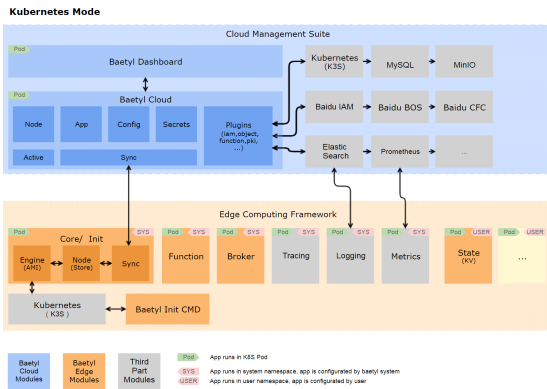 Kubernetes Mode
Cloud Management Suite
Pod
Baetyl Dashboard
Kubernetes
(K3S)
MySQL
MinIO
Pod
Baetyl Cloud
Node
App
Config
Secrets
Plugins
(iam,object,
function,pki,
...)
Baidu IAM
Baidu BOS
Baidu CFC
Active
Sync
Elastic
Search
Prometheus
...
Edge Computing Framework
Pod
SYS
Core/ Init
Engine
(AMI)
Node
(Store)
Sync
Pod
SYS
Function
Pod
SYS
Broker
Pod
SYS
Tracing
Pod
SYS
Logging
Pod
SYS
Metrics
Pod
USER
State
(KV)
Pod
USER
...
Kubernetes
( K3S )
Baetyl Init CMD
Baetyl
Cloud
Modules
Baetyl
Edge
Modules
Third
Part
Modules
Pod
App runs in K8S Pod
SYS
App runs in system namespace, app is configured by baetyl system
USER
App runs in user namespace, app is configured by user